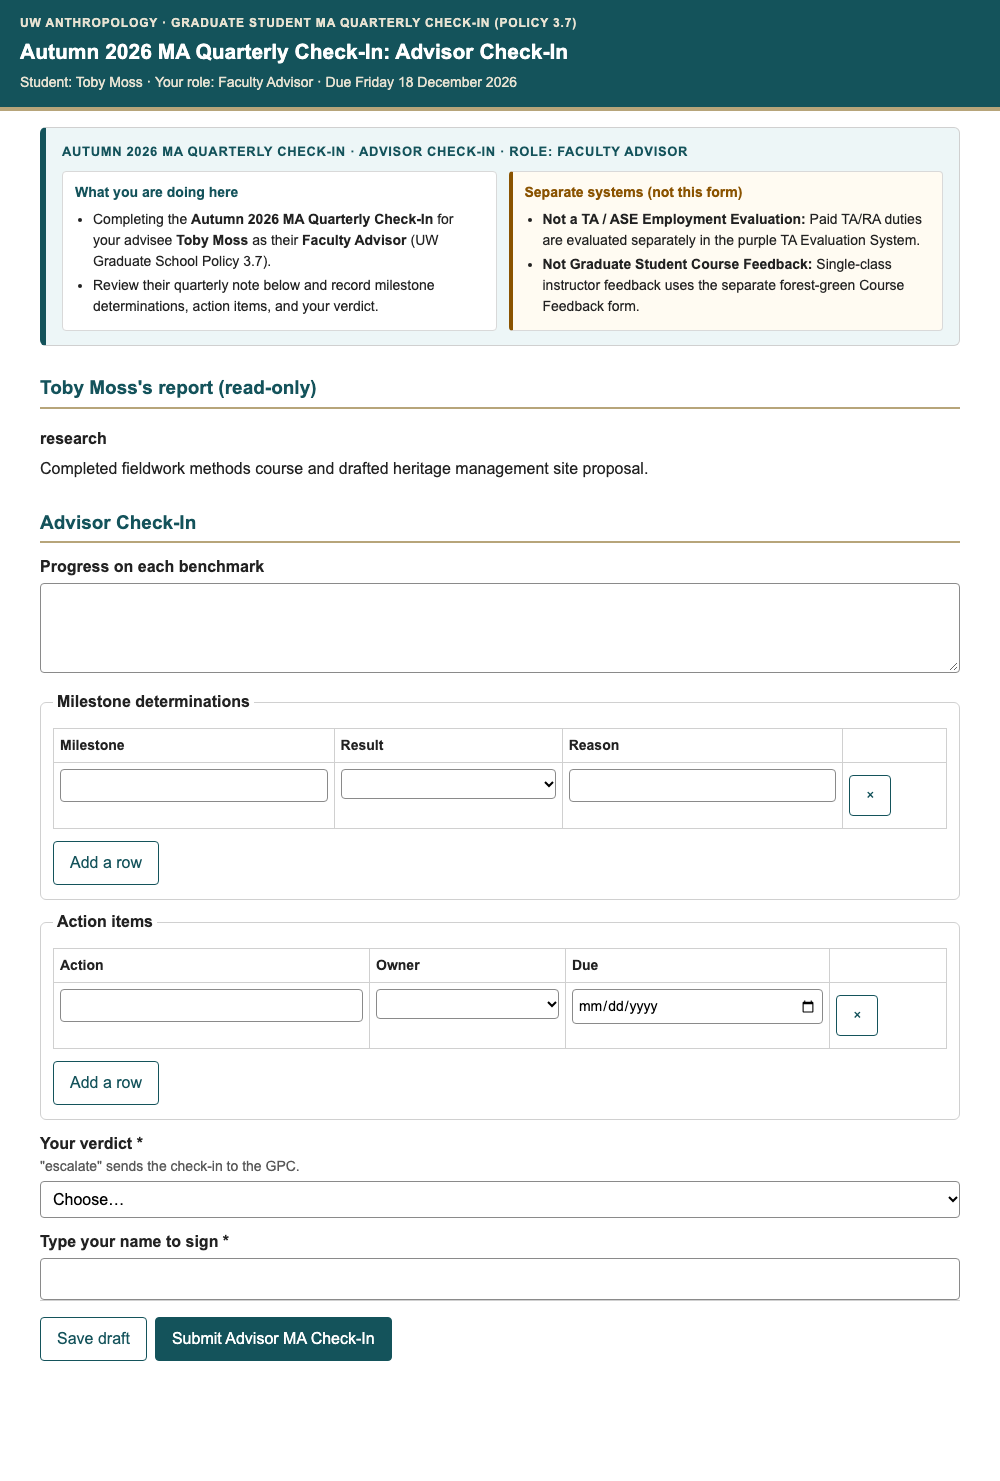 UW ANTHROPOLOGY · GRADUATE STUDENT MA QUARTERLY CHECK-IN (POLICY 3.7)
Autumn 2026 MA Quarterly Check-In: Advisor Check-In
Student: Toby Moss · Your role: Faculty Advisor · Due Friday 18 December 2026
AUTUMN 2026 MA QUARTERLY CHECK-IN · ADVISOR CHECK-IN · ROLE: FACULTY ADVISOR
What you are doing here
• Completing the Autumn 2026 MA Quarterly Check-In for
your advisee Toby Moss as their Faculty Advisor (UW
Graduate School Policy 3.7).
• Review their quarterly note below and record milestone
determinations, action items, and your verdict.
Separate systems (not this form)
• Not a TA / ASE Employment Evaluation: Paid TA/RA duties
are evaluated separately in the purple TA Evaluation System.
• Not Graduate Student Course Feedback: Single-class
instructor feedback uses the separate forest-green Course
Feedback form.
Toby Moss's report (read-only)
research
Completed fieldwork methods course and drafted heritage management site proposal.
Advisor Check-In
Progress on each benchmark
Milestone determinations
Milestone Result Reason
×
Add a row
Action items
Action Owner Due
mm/dd/yyyy ×
Add a row
Your verdict *
"escalate" sends the check-in to the GPC.
Choose…
Type your name to sign *
Save draft Submit Advisor MA Check-In